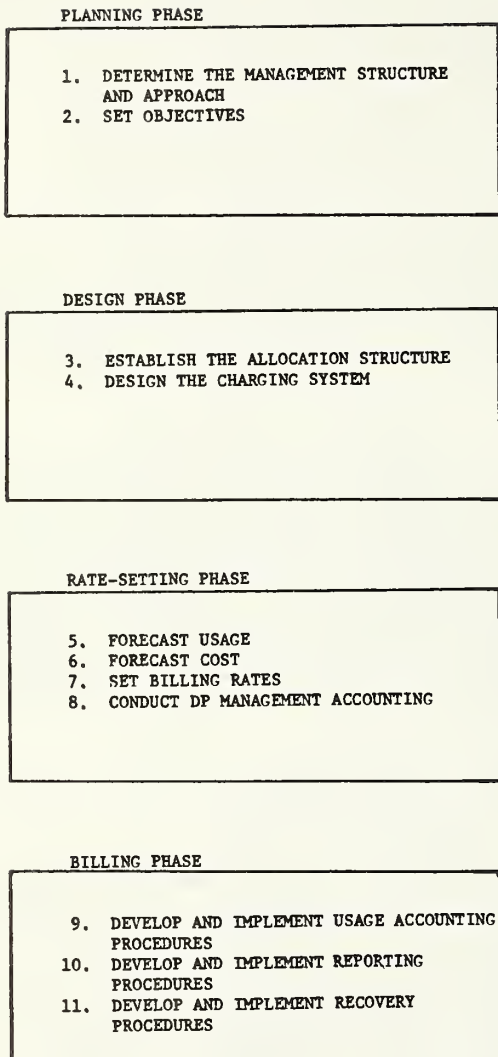 PLANNING PHASE
1. DETERMINE THE MANAGEMENT STRUCTURE
AND APPROACH
2. SET OBJECTIVES
DESIGN PHASE
3. ESTABLISH THE ALLOCATION STRUCTURE
4. DESIGN THE CHARGING SYSTEM
RATE-SETTING PHASE
5. FORECAST USAGE
6. FORECAST COST
7. SET BILLING RATES
8. CONDUCT DP MANAGEMENT ACCOUNTING
BILLING PHASE
9. DEVELOP AND IMPLEMENT USAGE ACCOUNTING
PROCEDURES
10. DEVELOP AND IMPLEMENT REPORTING
PROCEDURES
11. DEVELOP AND IMPLEMENT RECOVERY
PROCEDURES